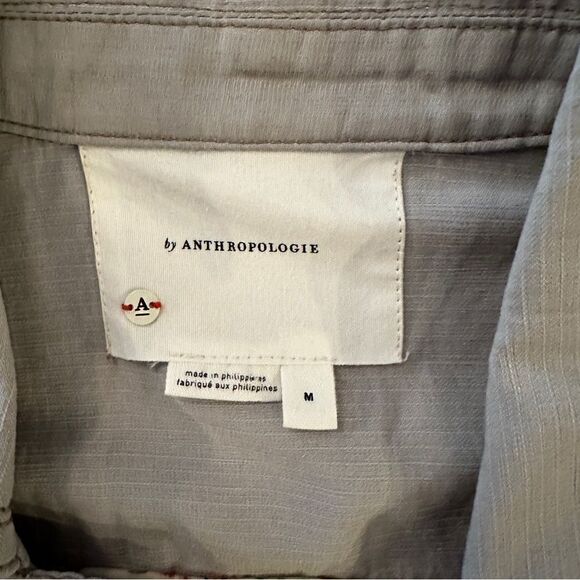 by ANTHROPOLOGIE
A
made in philippines
fabriqué aux philippines
M